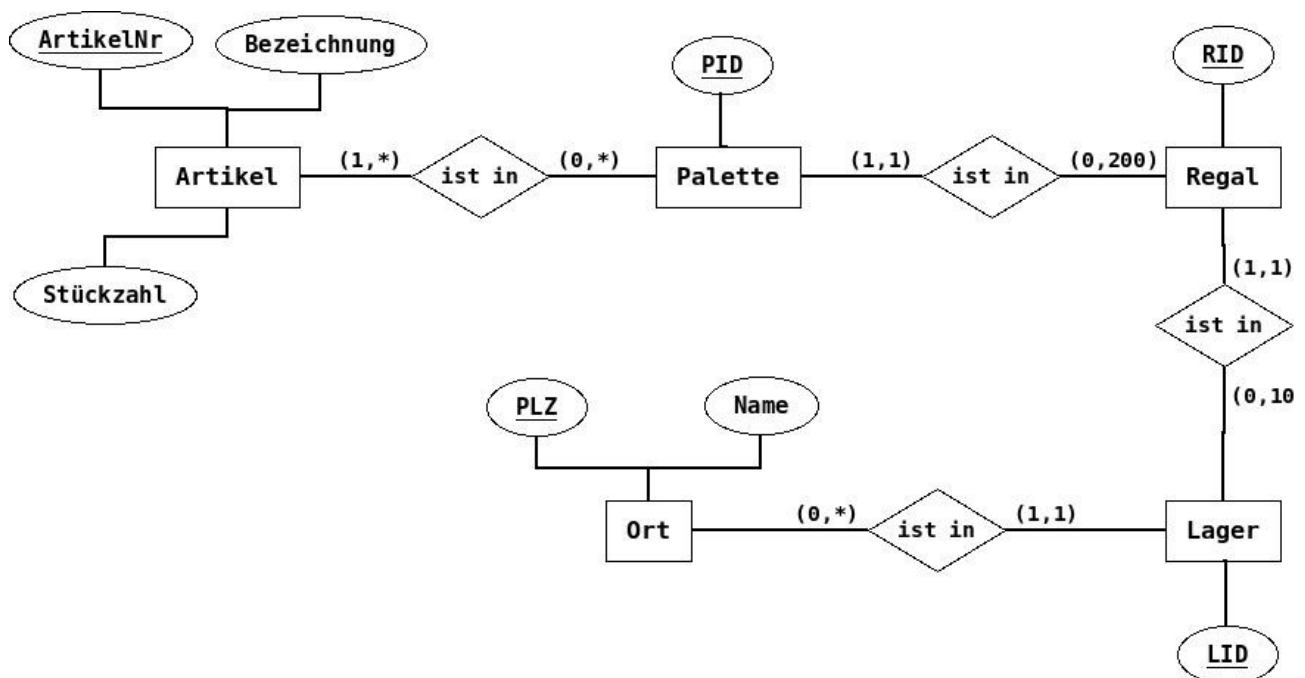 ArtikelNr
Bezeichnung
PID
RID
Artikel
(1,*)
ist in
(0,*)
Palette
(1,1)
ist in
(0,200)
Regal
Stückzahl
(1,1)
ist in
(0,10
PLZ
Name
Ort
(0,*)
ist in
(1,1)
Lager
LID